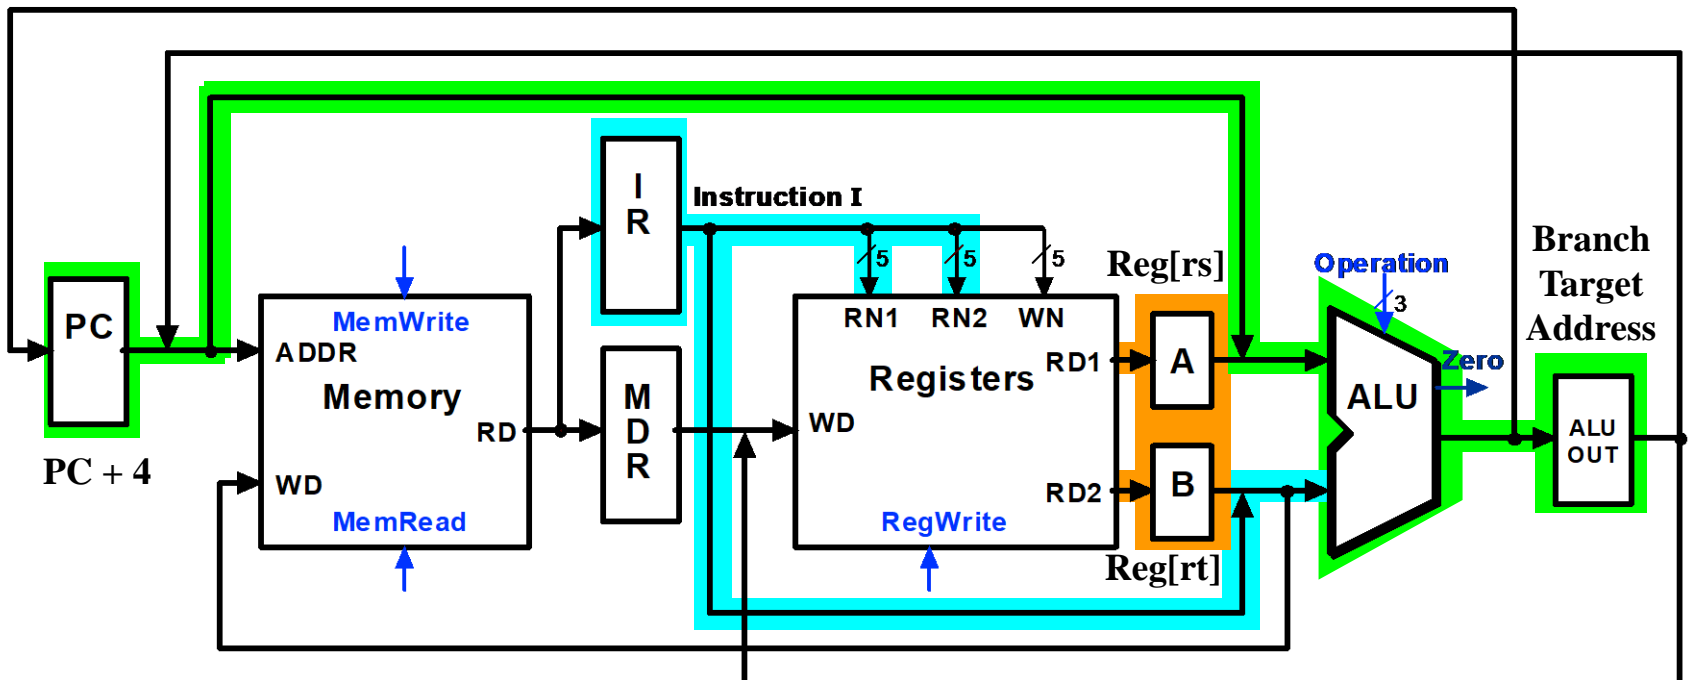 PC
PC + 4
MemWrite
ADDR
Memory
RD
WD
MemRead
I
R
Instruction I
M
D
R
5
5
5
RN1
RN2
WN
Registers
RD1
WD
RD2
RegWrite
Reg[rs]
A
B
Reg[rt]
Operation
3
Zero
ALU
Branch
Target
Address
ALU
OUT